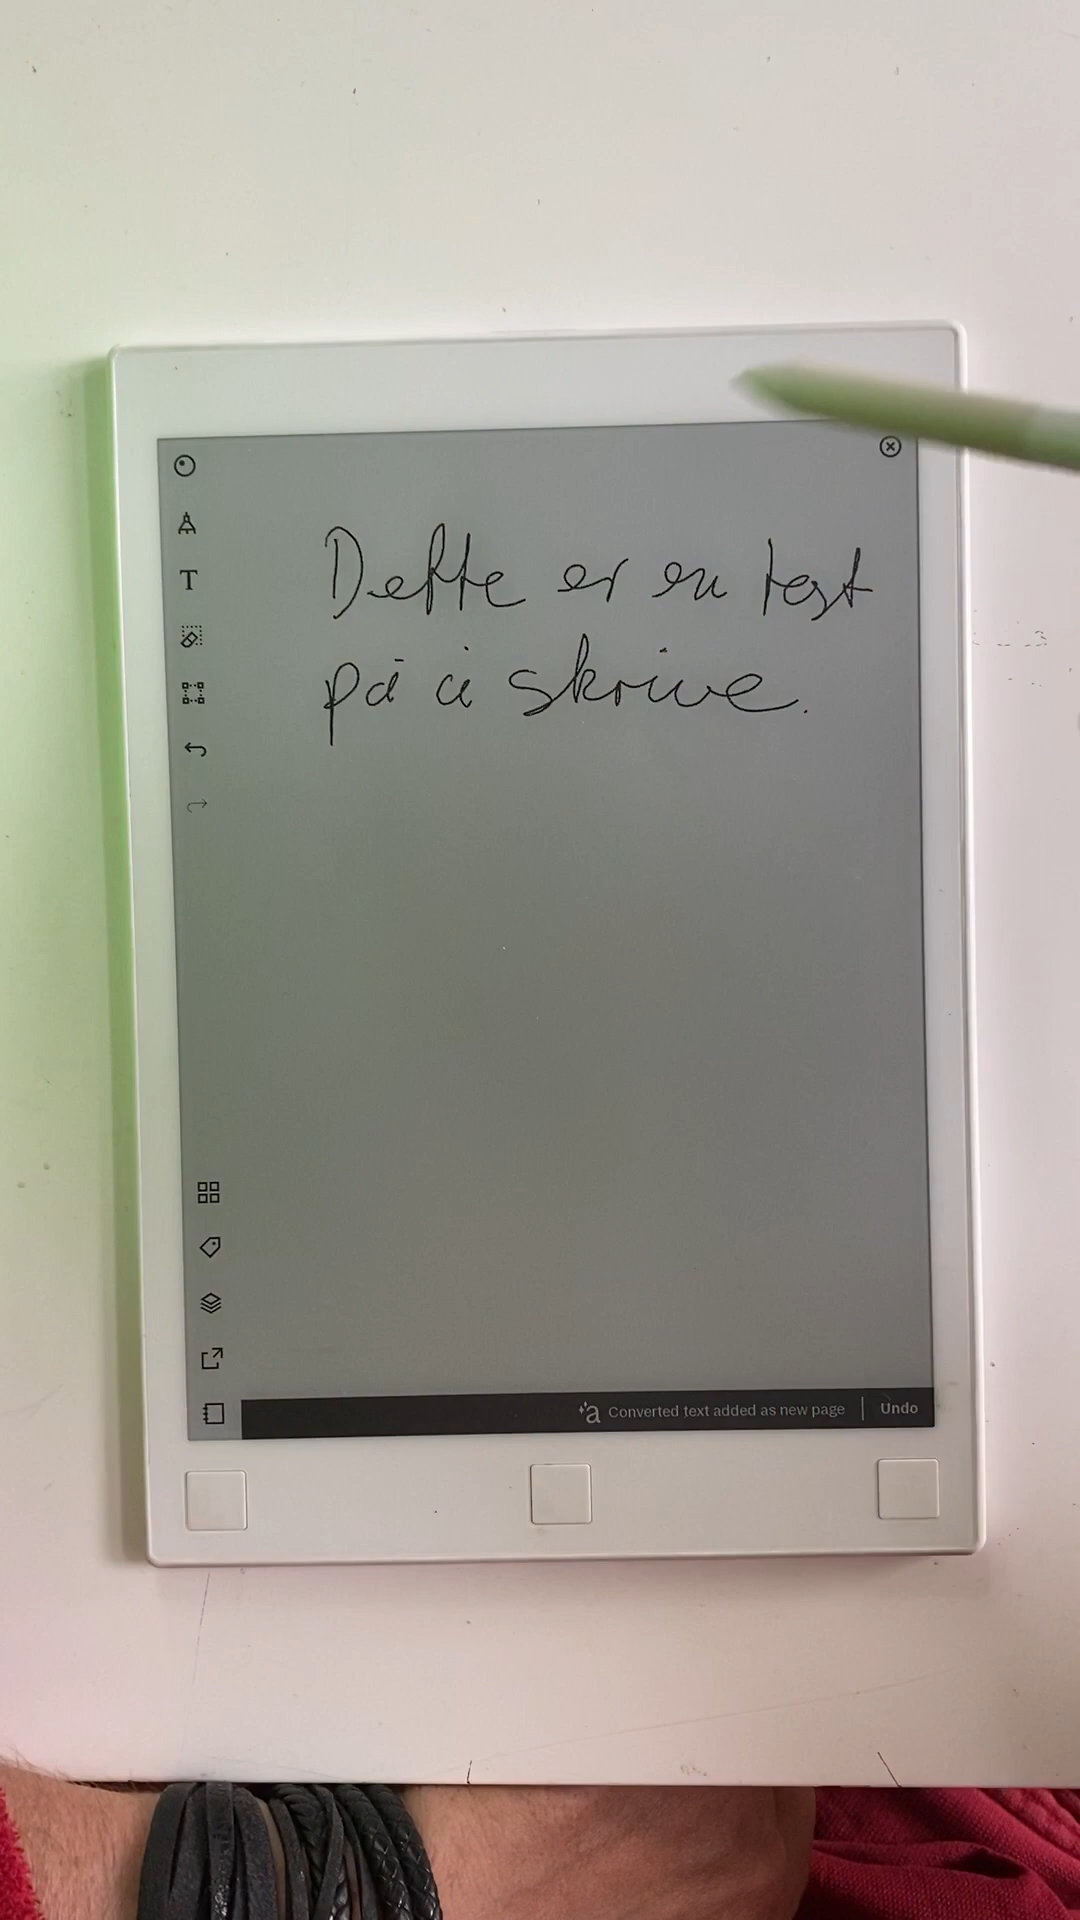 Dette er en test
på å skrive.
T
Converted text added as new page | Undo